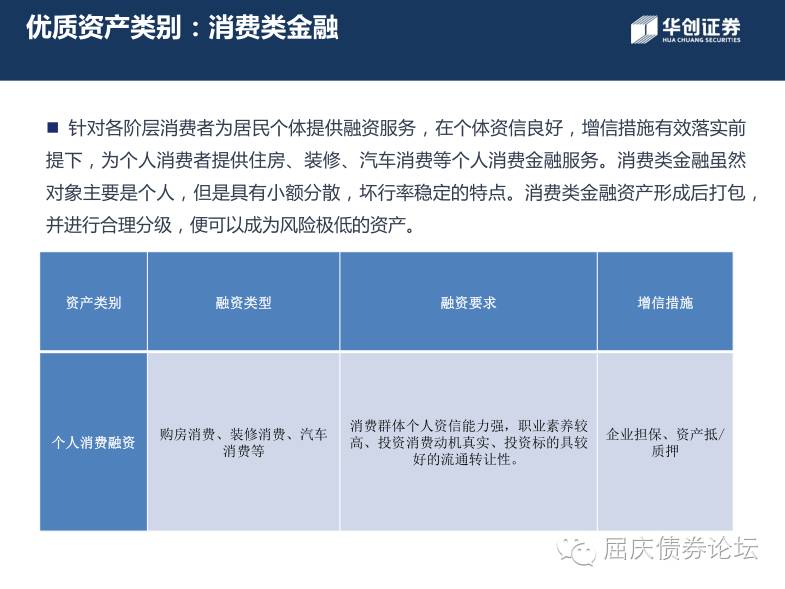 优质资产类别：消费类金融
华创证券
HUA CHUANG SECURITIES
■ 针对各阶层消费者为居民个体提供融资服务，在个体资信良好，增信措施有效落实前
提下，为个人消费者提供住房、装修、汽车消费等个人消费金融服务。消费类金融虽然
对象主要是个人，但是具有小额分散，坏行率稳定的特点。消费类金融资产形成后打包，
并进行合理分级，便可以成为风险极低的资产。
资产类别
融资类型
融资要求
增信措施
个人消费融资
购房消费、装修消费、汽车
消费等
消费群体个人资信能力强，职业素养较
高、投资消费动机真实、投资标的具较
好的流通转让性。
企业担保、资产抵/
质押
屈庆债券论坛